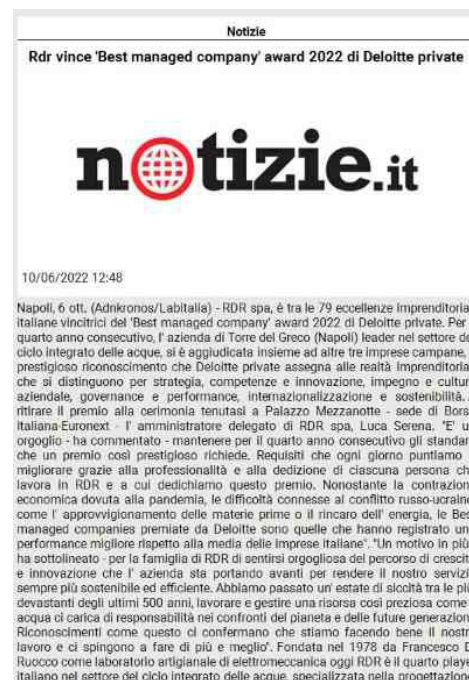 Notizie
Rdr vince 'Best managed company' award 2022 di Deloitte private
notizie.it
10/06/2022 12:48
Napoli, 6 ott. (Adnkronos/Labitalia) - RDR spa, è tra le 79 eccellenze imprenditoria
italiane vincitrici del 'Best managed company' award 2022 di Deloitte private. Per
quarto anno consecutivo, l' azienda di Torre del Greco (Napoli) leader nel settore de
ciclo integrato delle acque, si è aggiudicata insieme ad altre tre imprese campane,
prestigioso riconoscimento che Deloitte private assegna alle realtà imprenditoria
che si distinguono per strategia, competenze e innovazione, impegno e cultur
aziendale, governance e performance, internazionalizzazione e sostenibilità.
ritirare il premio alla cerimonia tenutasi a Palazzo Mezzanotte - sede di Bors
Italiana-Euronext - l' amministratore delegato di RDR spa, Luca Serena. "E' u
orgoglio - ha commentato - mantenere per il quarto anno consecutivo gli standar
che un premio così prestigioso richiede. Requisiti che ogni giorno puntiamo
migliorare grazie alla professionalità e alla dedizione di ciascuna persona ch
lavora in RDR e a cui dedichiamo questo premio. Nonostante la contrazion
economica dovuta alla pandemia, le difficoltà connesse al conflitto russo-ucrain
come l' approvvigionamento delle materie prime o il rincaro dell' energia, le Bes
managed companies premiate da Deloitte sono quelle che hanno registrato un
performance migliore rispetto alla media delle imprese italiane". "Un motivo in più
ha sottolineato - per la famiglia di RDR di sentirsi orgogliosa del percorso di crescit
e innovazione che l' azienda sta portando avanti per rendere il nostro servizi
sempre più sostenibile ed efficiente. Abbiamo passato un' estate di siccità tra le pi
devastanti degli ultimi 500 anni, lavorare e gestire una risorsa così preziosa come
acqua ci carica di responsabilità nei confronti del pianeta e delle future generazion
Riconoscimenti come questo ci confermano che stiamo facendo bene il nostr
lavoro e ci spingono a fare di più e meglio". Fondata nel 1978 da Francesco D
Ruocco come laboratorio artigianale di elettromeccanica oggi RDR è il quarto playe
italiano nel settore del ciclo integrato delle acque, specializzata nella progettazion